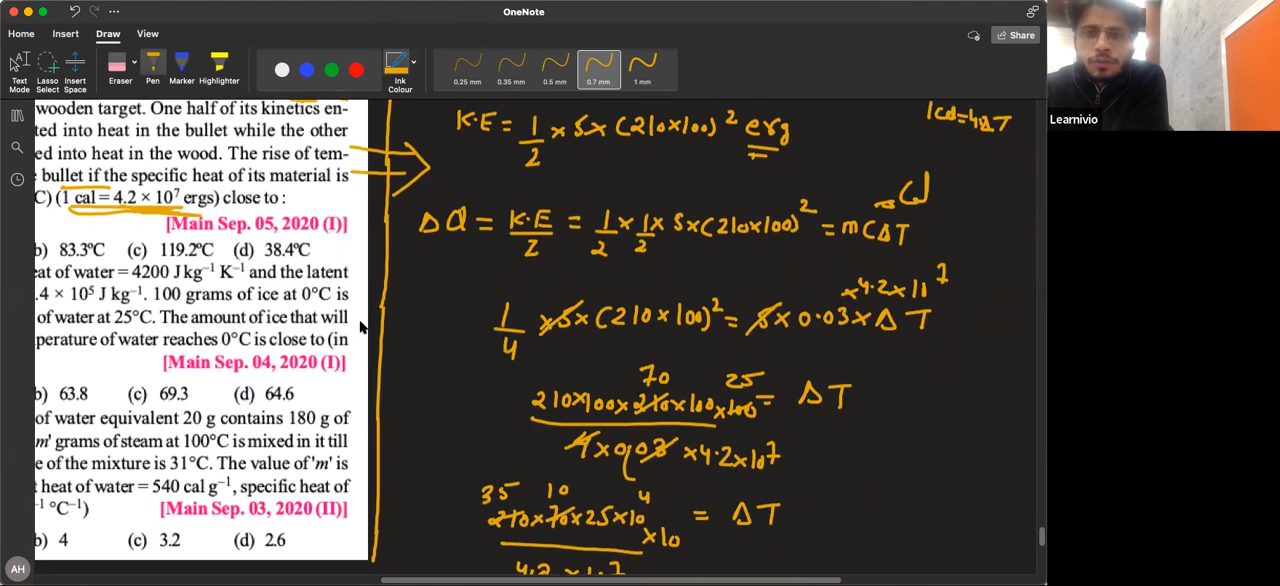 OneNote
Home Insert Draw View
Share
Text Mode
Lasso Select
Insert Space
Eraser
Pen
Marker
Highlighter
Ink Colour
0.25 mm
0.35 mm
0.5 mm
0.7 mm
1 mm
Learnivio
wooden target. One half of its kinetics en-
ted into heat in the bullet while the other
ed into heat in the wood. The rise of tem-
bullet if the specific heat of its material is
C) (1 cal = 4.2 × 10⁷ ergs) close to :
[Main Sep. 05, 2020 (I)]
b) 83.3ºC (c) 119.2ºC (d) 38.4ºC
eat of water = 4200 J kg⁻¹ K⁻¹ and the latent
.4 × 10⁵ J kg⁻¹. 100 grams of ice at 0°C is
of water at 25°C. The amount of ice that will
perature of water reaches 0°C is close to (in
[Main Sep. 04, 2020 (I)]
b) 63.8 (c) 69.3 (d) 64.6
of water equivalent 20 g contains 180 g of
m' grams of steam at 100°C is mixed in it till
e of the mixture is 31°C. The value of 'm' is
heat of water = 540 cal g⁻¹, specific heat of
⁻¹ °C⁻¹) [Main Sep. 03, 2020 (II)]
b) 4 (c) 3.2 (d) 2.6
K.E = 1/2 × 5 × (210×100)² erg
ΔQ = K.E/2 = 1/2 × 1/2 × 5 × (210×100)² = mCΔT
×4.2×10⁷
1/4 × 5 × (210×100)² = 5 × 0.03 × ΔT
70 25
210×100×210×100×100 = ΔT
4×0.03 ×4.2×10⁷
35 10 4
210×70×25×10 ×10 = ΔT
AH